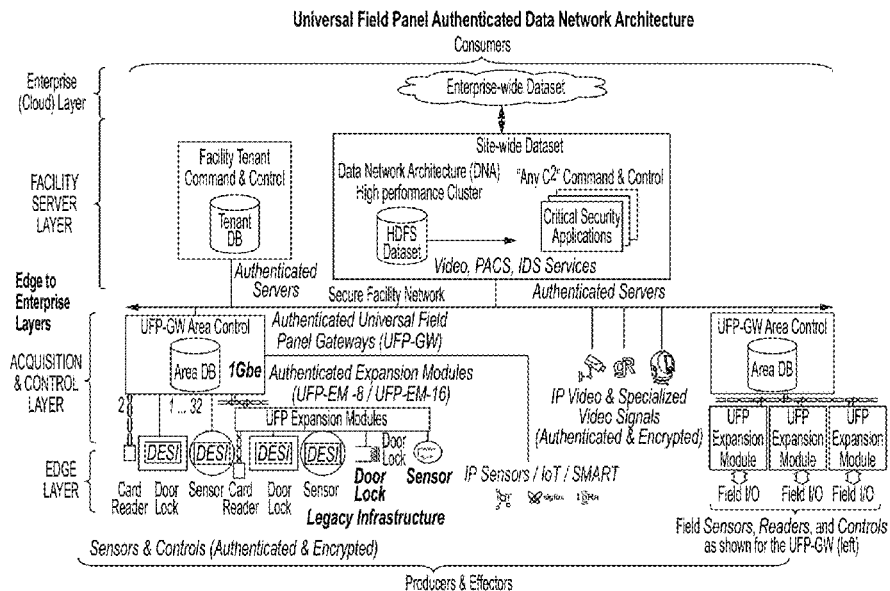 Universal Field Panel Authenticated Data Network Architecture
Consumers
Enterprise
(Cloud) Layer
Enterprise-wide Dataset
FACILITY
SERVER
LAYER
Facility Tenant
Command & Control
Tenant
DB
Site-wide Dataset
Data Network Architecture (DNA)
High performance Cluster
"Any C2" Command & Control
HDFS
Dataset
Critical Security
Applications
Video, PACS, IDS Services
Authenticated
Servers
Authenticated Servers
Edge to
Enterprise
Layers
Secure Facility Network
ACQUISITION
& CONTROL
LAYER
UFP-GW Area Control
Area DB
1Gbe
Authenticated Universal Field
Panel Gateways (UFP-GW)
Authenticated Expansion Modules
(UFP-EM -8 / UFP-EM-16)
2
1 ... 32
UFP Expansion Modules
gR
IP Video & Specialized
Video Signals
(Authenticated & Encrypted)
UFP-GW Area Control
Area DB
UFP
Expansion
Module
UFP
Expansion
Module
UFP
Expansion
Module
Field I/O
Field I/O
Field I/O
Field Sensors, Readers, and Controls
as shown for the UFP-GW (left)
EDGE
LAYER
DESI
DESI
DESI
DESI
Door
Lock
Card
Reader
Door
Lock
Sensor
Card
Reader
Door
Lock
Sensor
Door
Lock
Sensor
Legacy Infrastructure
IP Sensors / IoT / SMART
Sensors & Controls (Authenticated & Encrypted)
Producers & Effectors